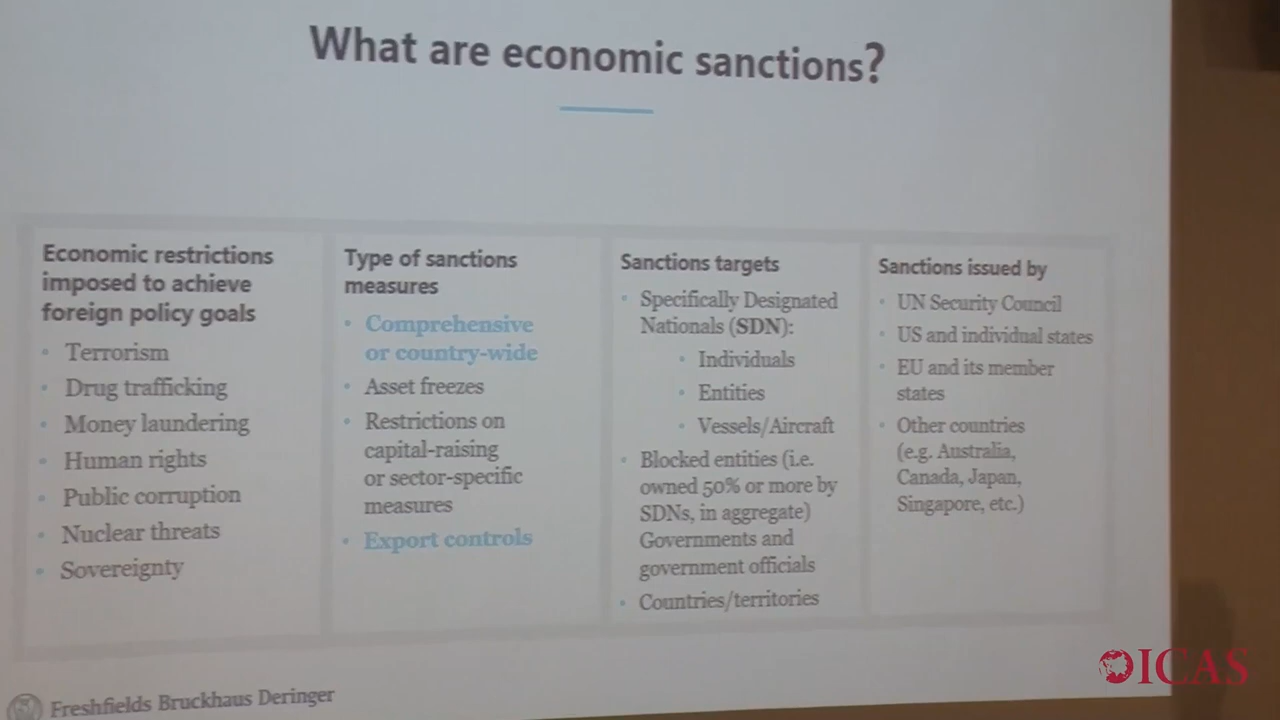 What are economic sanctions?
Economic restrictions
imposed to achieve
foreign policy goals
• Terrorism
• Drug trafficking
• Money laundering
• Human rights
• Public corruption
• Nuclear threats
• Sovereignty
Type of sanctions
measures
• Comprehensive
or country-wide
• Asset freezes
• Restrictions on
capital-raising
or sector-specific
measures
• Export controls
Sanctions targets
• Specifically Designated
Nationals (SDN):
• Individuals
• Entities
• Vessels/Aircraft
• Blocked entities (i.e.
owned 50% or more by
SDNs, in aggregate)
Governments and
government officials
• Countries/territories
Sanctions issued by
• UN Security Council
• US and individual states
• EU and its member
states
• Other countries
(e.g. Australia,
Canada, Japan,
Singapore, etc.)
Freshfields Bruckhaus Deringer
ICAS